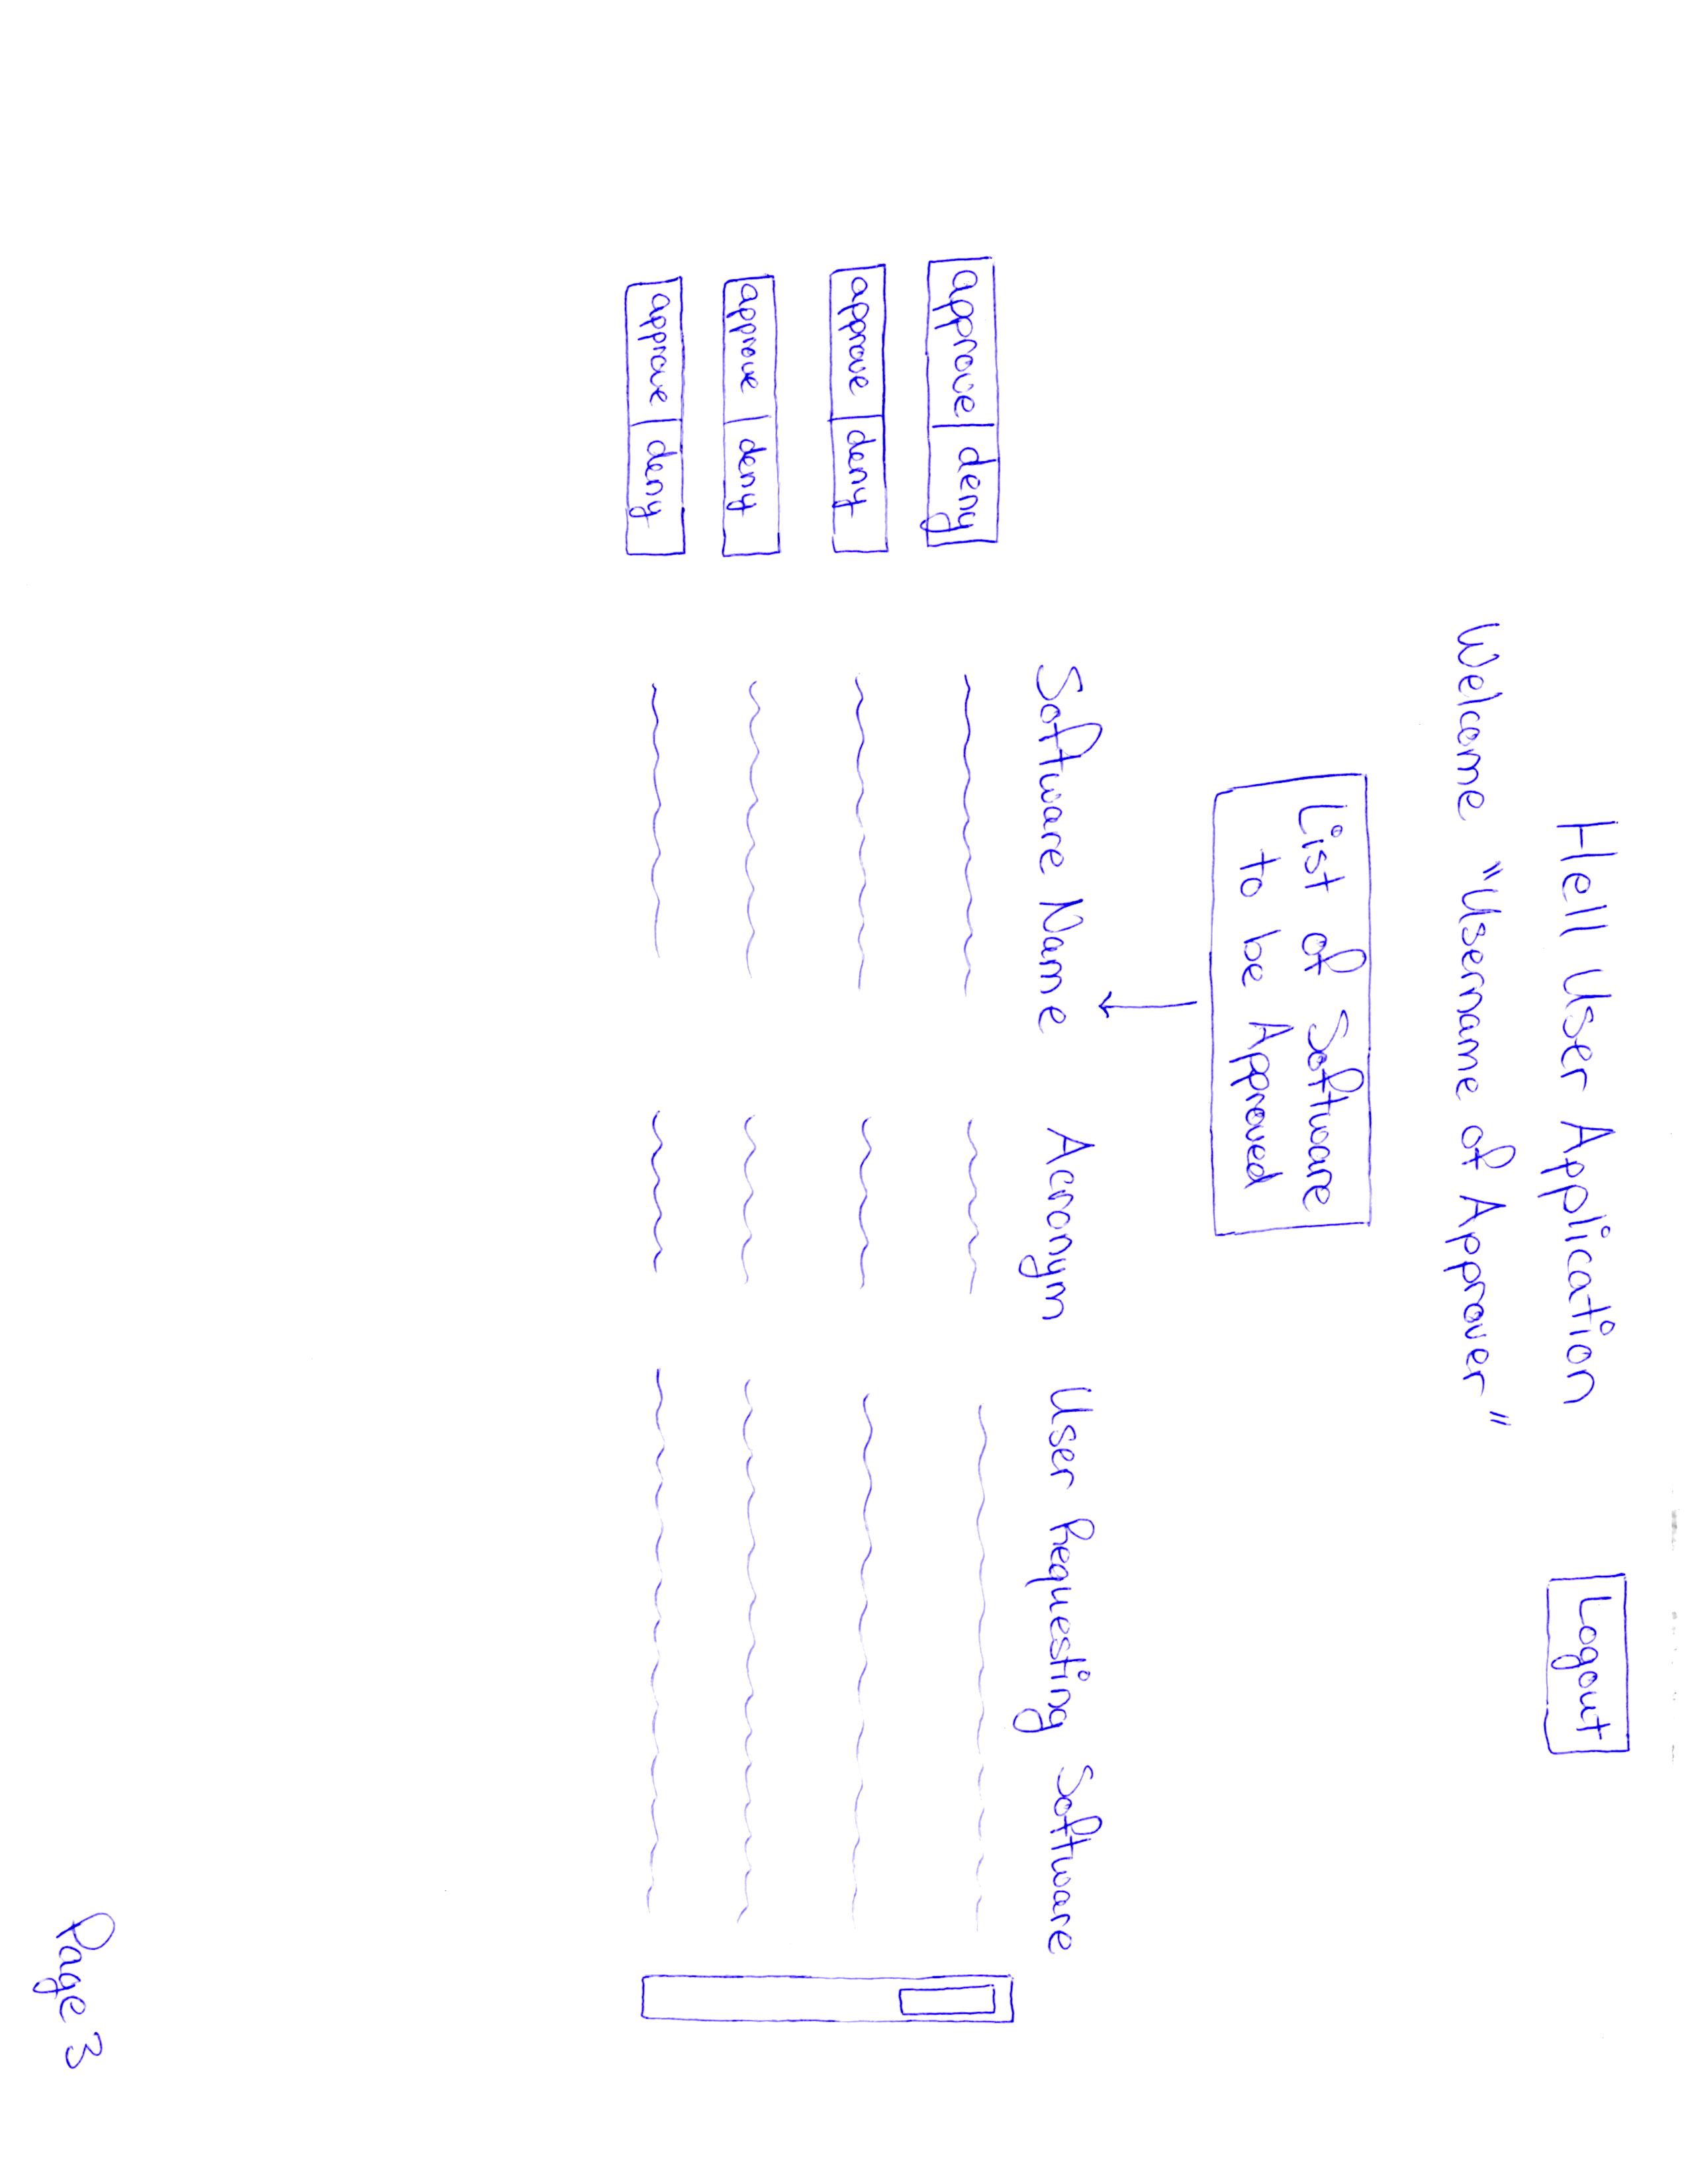 Hell User Application
Logout
Welcome "Username of Approver"
List of Software
to be Approved
Software Name Acronym User Requesting Software
approve deny
approve deny
approve deny
approve deny
Page 3